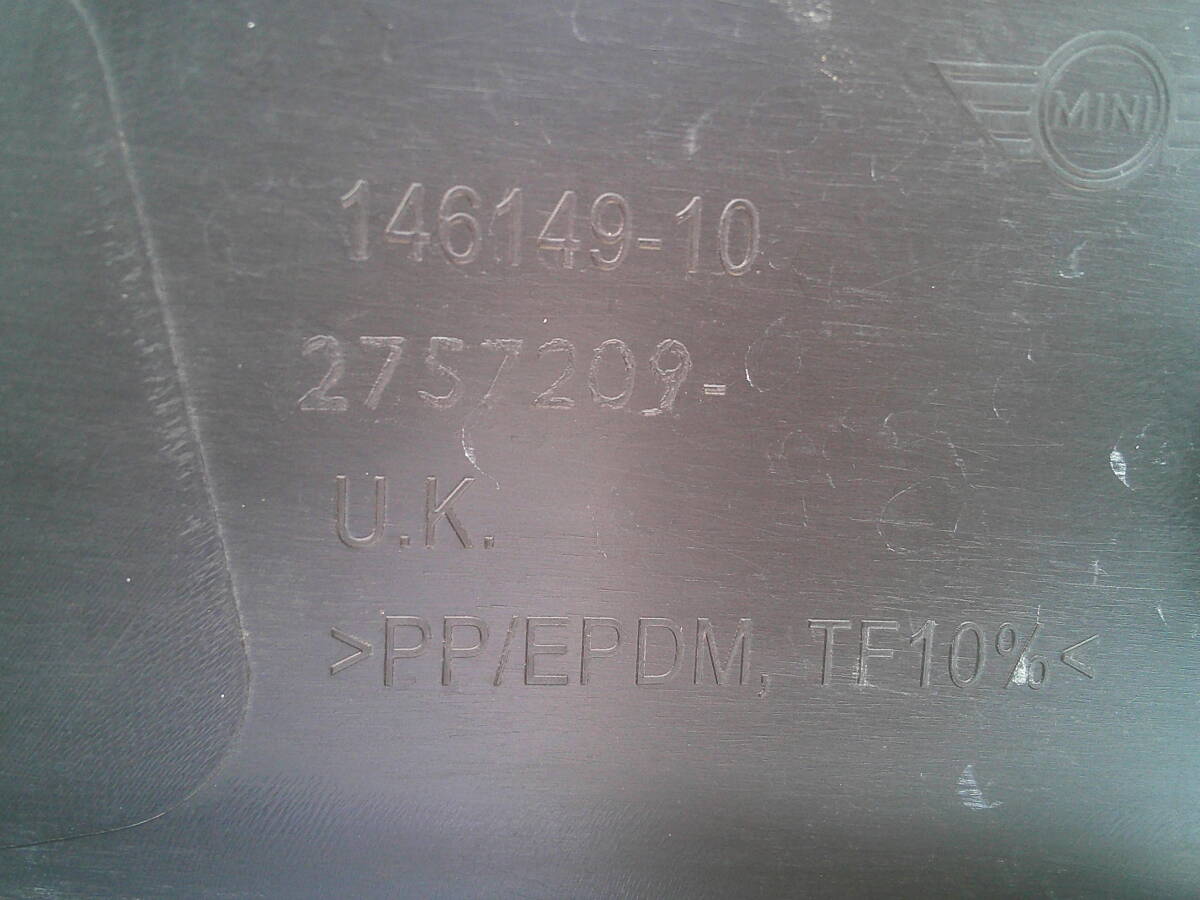 MINI
146149-10
2757209-
U.K.
>PP/EPDM, TF10%<